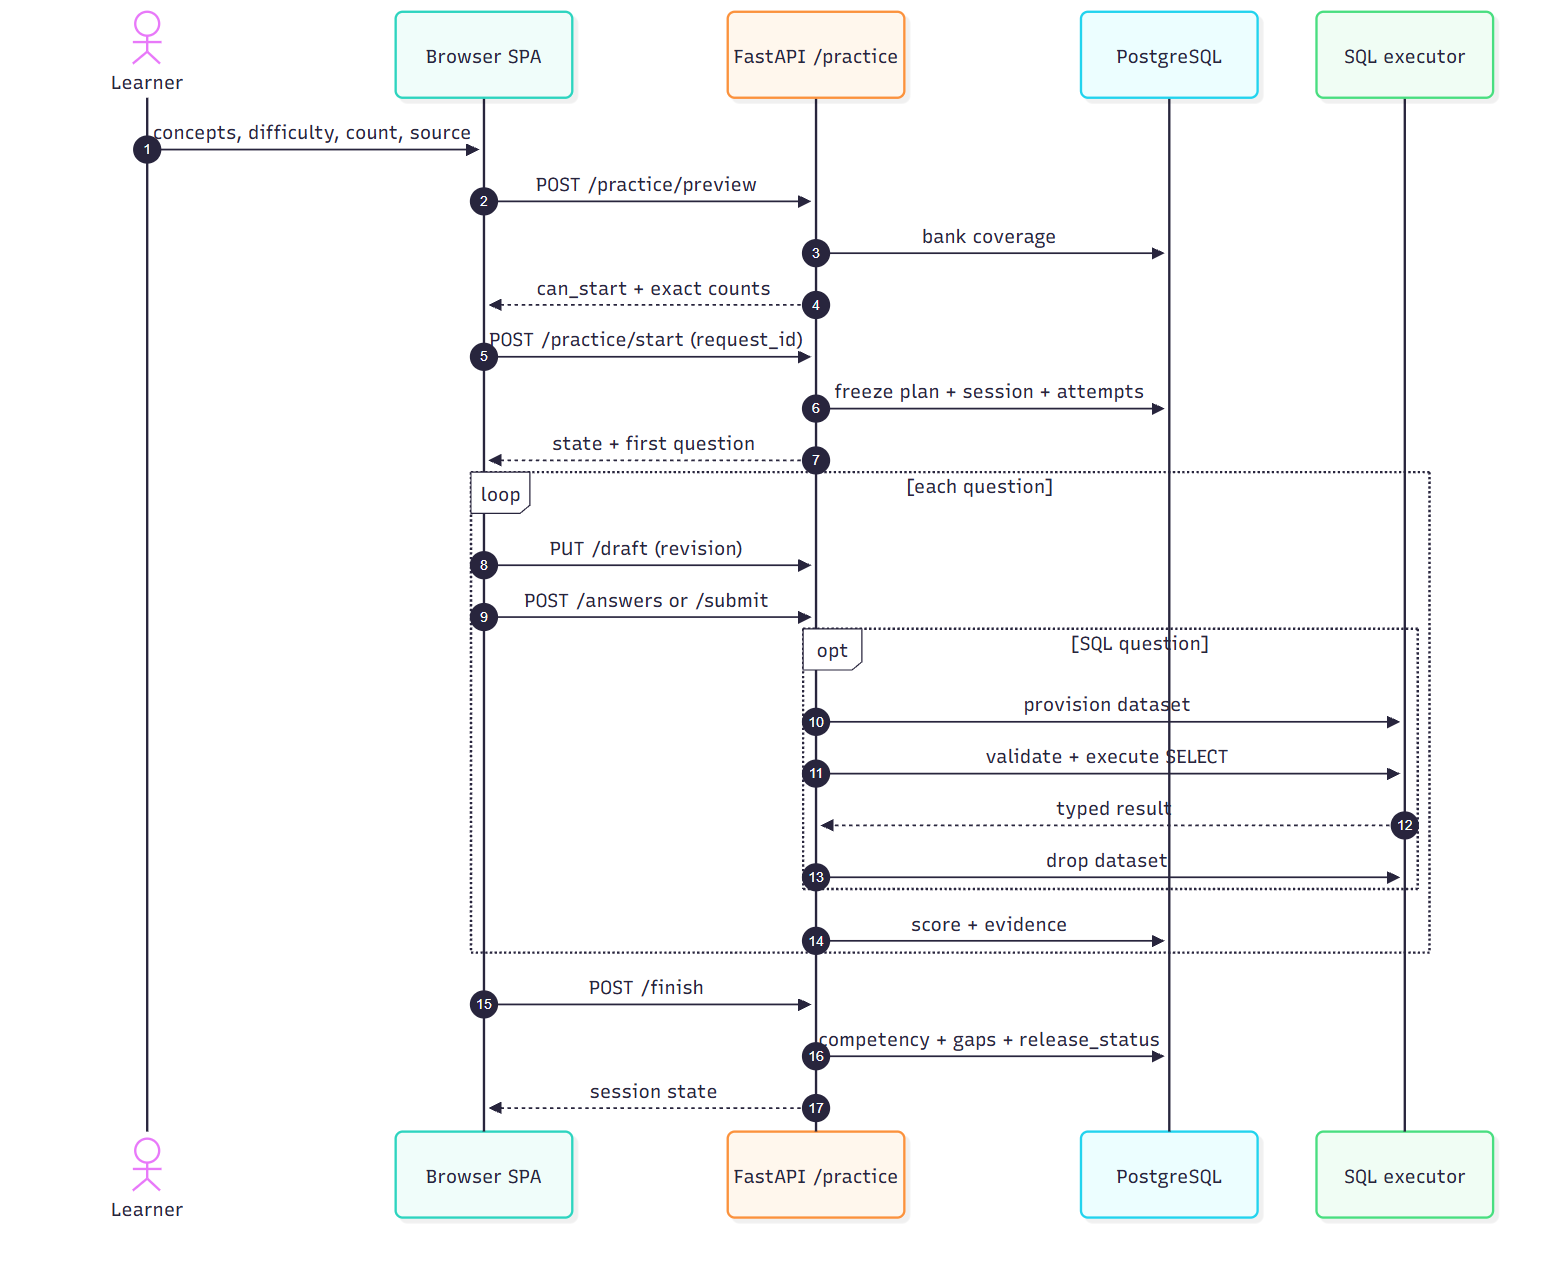 Learner
Browser SPA
FastAPI /practice
PostgreSQL
SQL executor
1
concepts, difficulty, count, source
2
POST /practice/preview
3
bank coverage
4
can_start + exact counts
5
POST /practice/start (request_id)
6
freeze plan + session + attempts
7
state + first question
loop
[each question]
8
PUT /draft (revision)
9
POST /answers or /submit
opt
[SQL question]
10
provision dataset
11
validate + execute SELECT
12
typed result
13
drop dataset
14
score + evidence
15
POST /finish
16
competency + gaps + release_status
17
session state
Learner
Browser SPA
FastAPI /practice
PostgreSQL
SQL executor